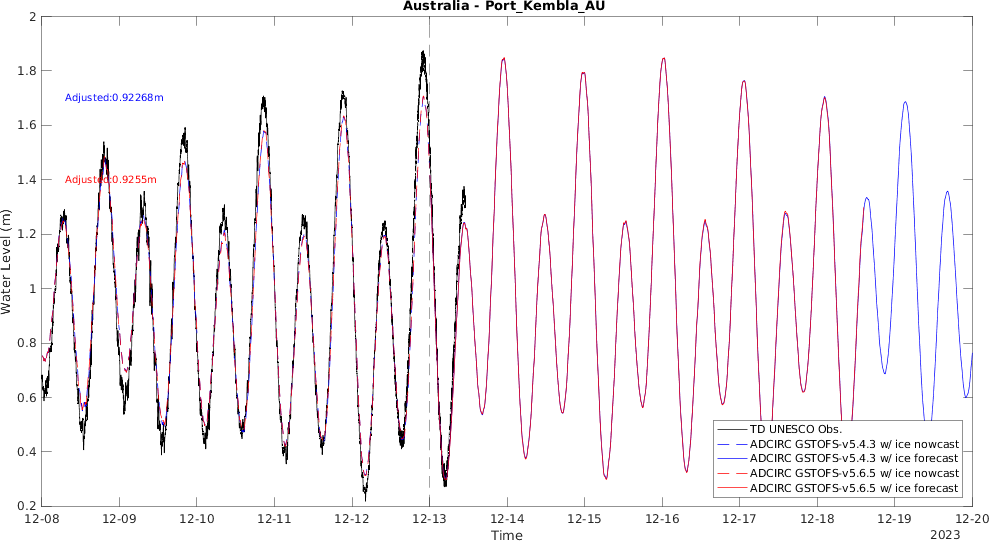 Australia - Port_Kembla_AU
2
1.8
1.6
1.4
1.2
1
0.8
0.6
0.4
0.2
Water Level (m)
Adjusted:0.92268m
Adjusted:0.9255m
TD UNESCO Obs.
ADCIRC GSTOFS-v5.4.3 w/ ice nowcast
ADCIRC GSTOFS-v5.4.3 w/ ice forecast
ADCIRC GSTOFS-v5.6.5 w/ ice nowcast
ADCIRC GSTOFS-v5.6.5 w/ ice forecast
12-08 12-09 12-10 12-11 12-12 12-13 12-14 12-15 12-16 12-17 12-18 12-19 12-20
Time
2023